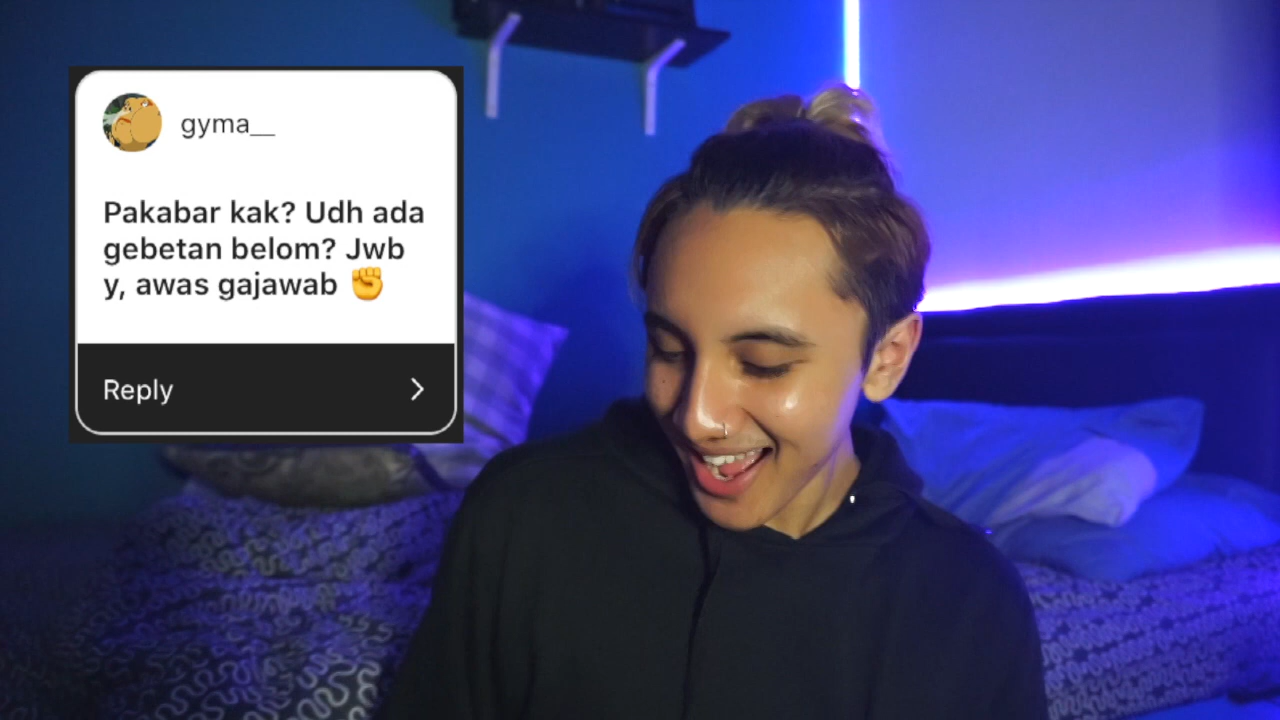 gyma__
Pakabar kak? Udh ada
gebetan belom? Jwb
y, awas gajawab ✊
Reply